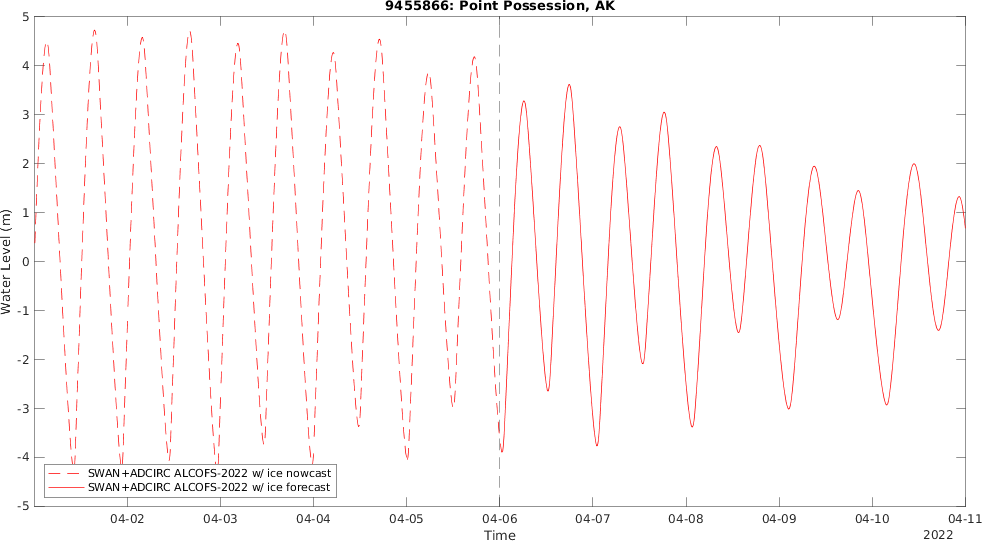 9455866: Point Possession, AK
Water Level (m)
5
4
3
2
1
0
-1
-2
-3
-4
-5
SWAN+ADCIRC ALCOFS-2022 w/ ice nowcast
SWAN+ADCIRC ALCOFS-2022 w/ ice forecast
04-02 04-03 04-04 04-05 04-06 04-07 04-08 04-09 04-10 04-11
Time
2022